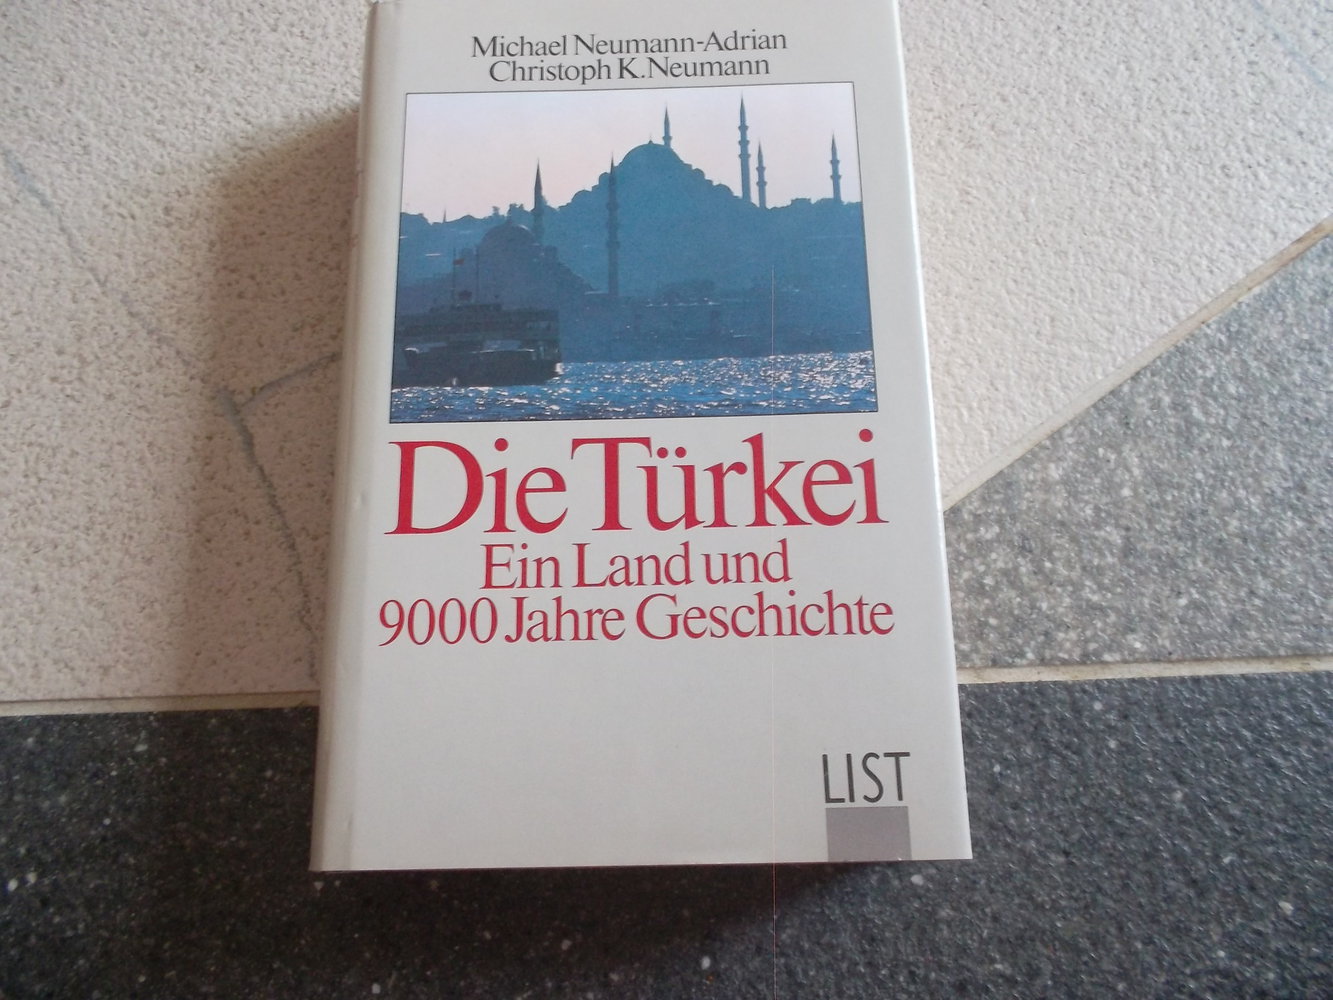 Michael Neumann-Adrian
Christoph K. Neumann
Die Türkei
Ein Land und
9000 Jahre Geschichte
LIST